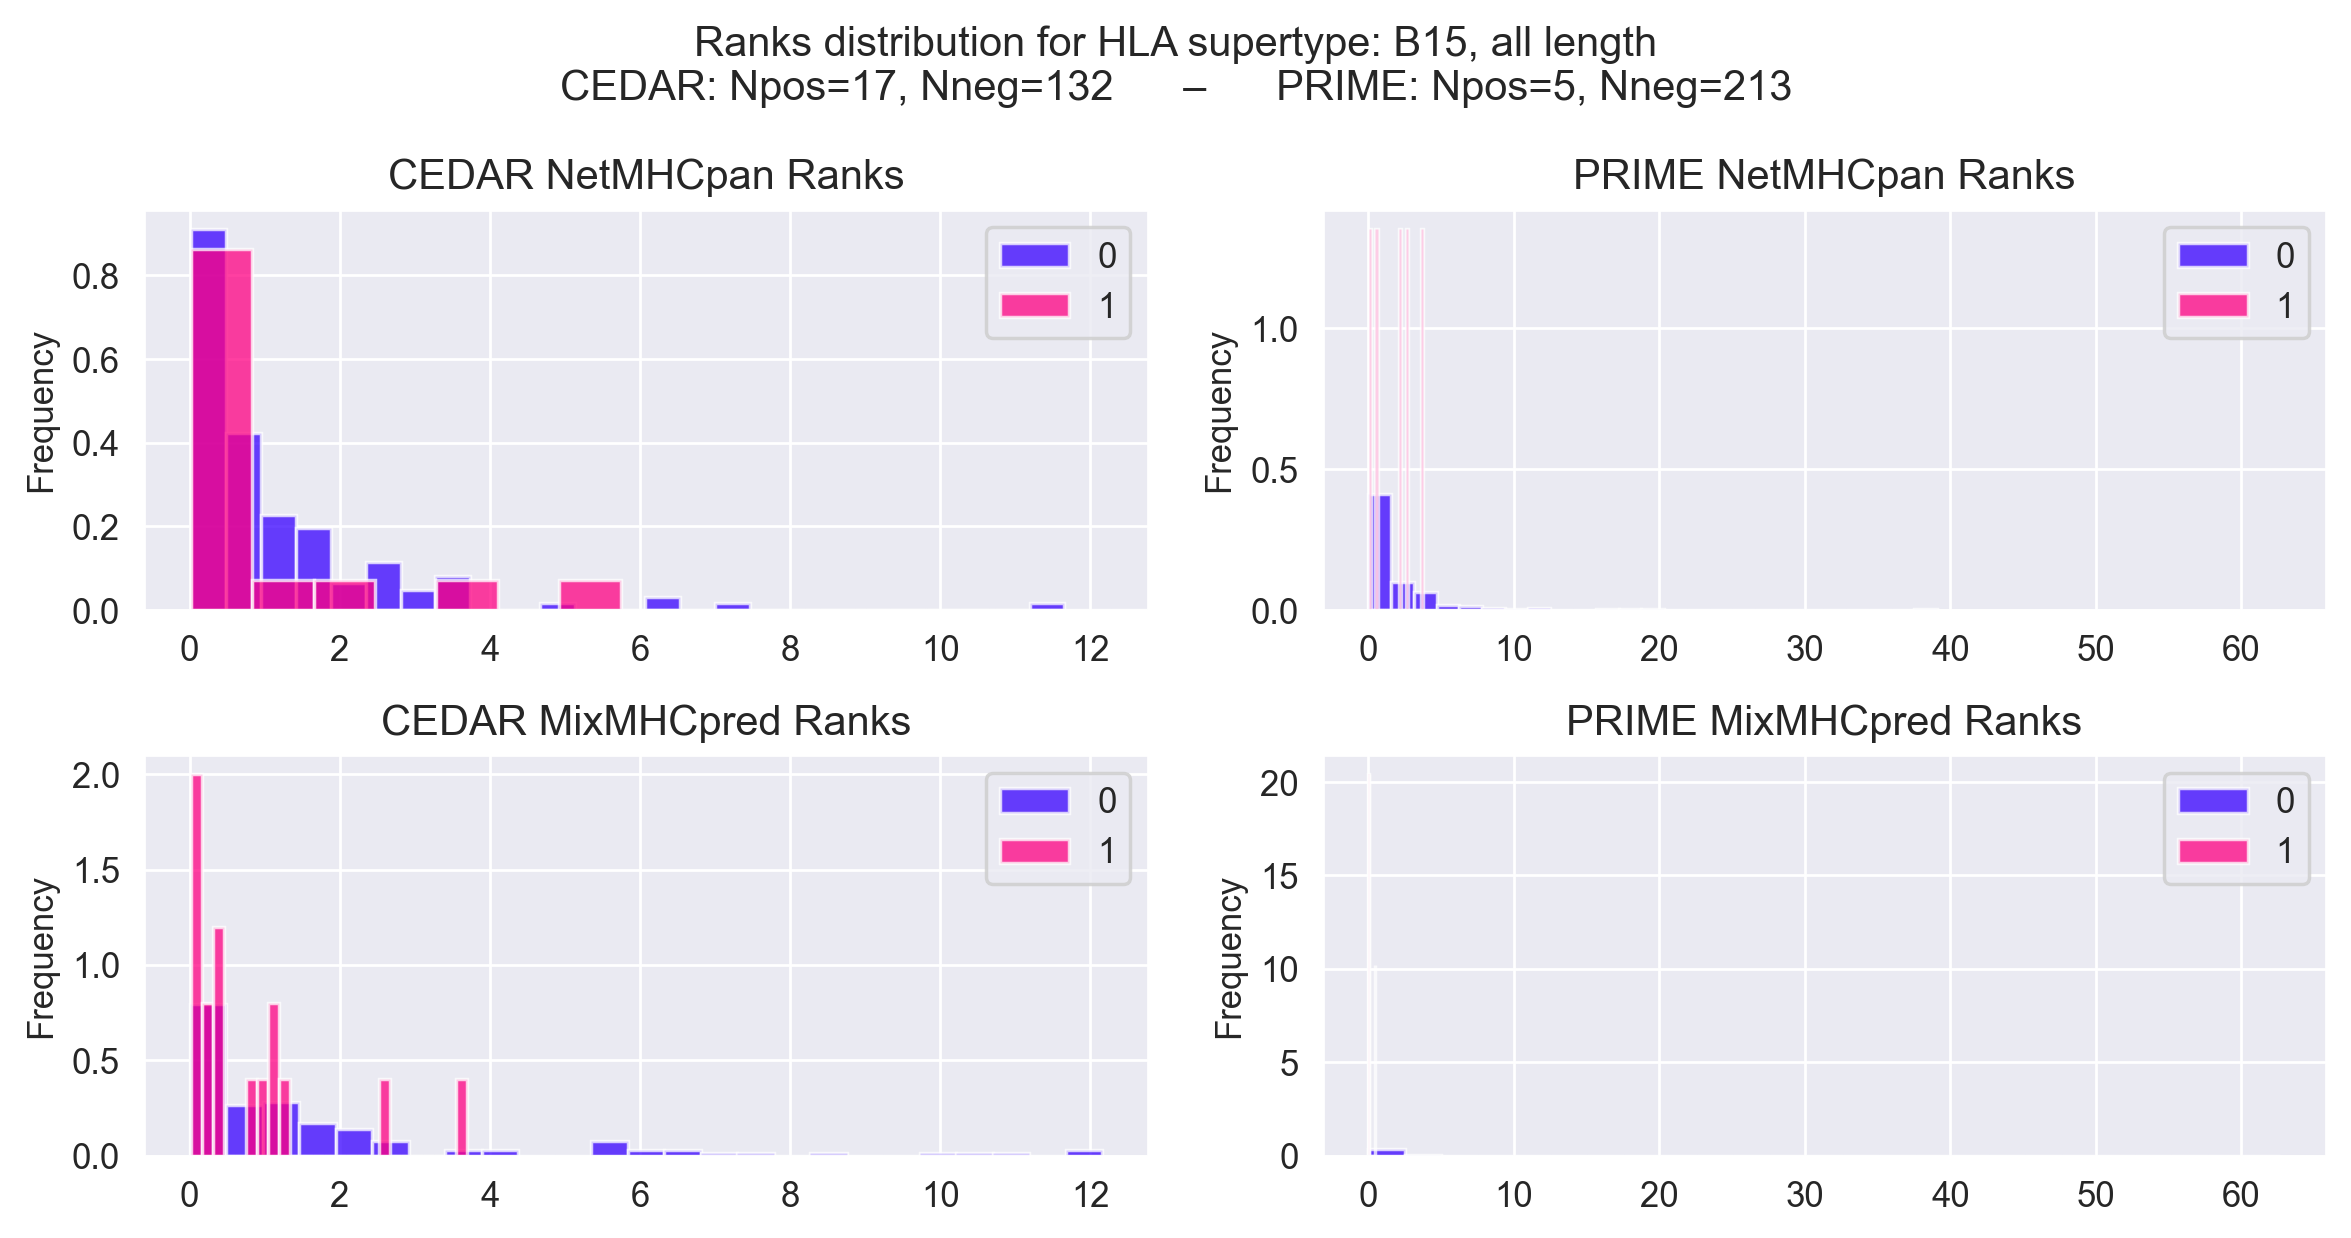 Ranks distribution for HLA supertype: B15, all length
CEDAR: Npos=17, Nneg=132 – PRIME: Npos=5, Nneg=213
CEDAR NetMHCpan Ranks
Frequency
0.8
0.6
0.4
0.2
0.0
0 2 4 6 8 10 12
0
1
PRIME NetMHCpan Ranks
Frequency
1.0
0.5
0.0
0 10 20 30 40 50 60
0
1
CEDAR MixMHCpred Ranks
Frequency
2.0
1.5
1.0
0.5
0.0
0 2 4 6 8 10 12
0
1
PRIME MixMHCpred Ranks
Frequency
20
15
10
5
0
0 10 20 30 40 50 60
0
1